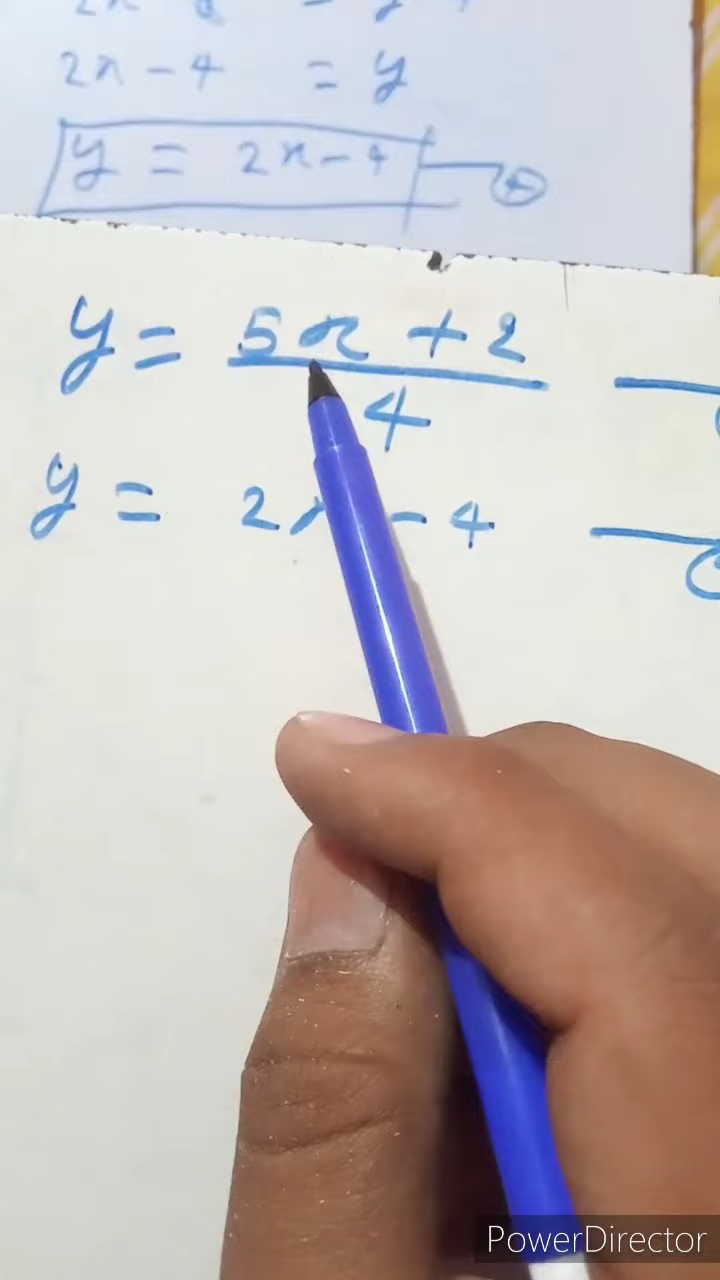 2x - 4 = y
y = 2x - 4
y = 5x + 2
4
y = 2x - 4
PowerDirector